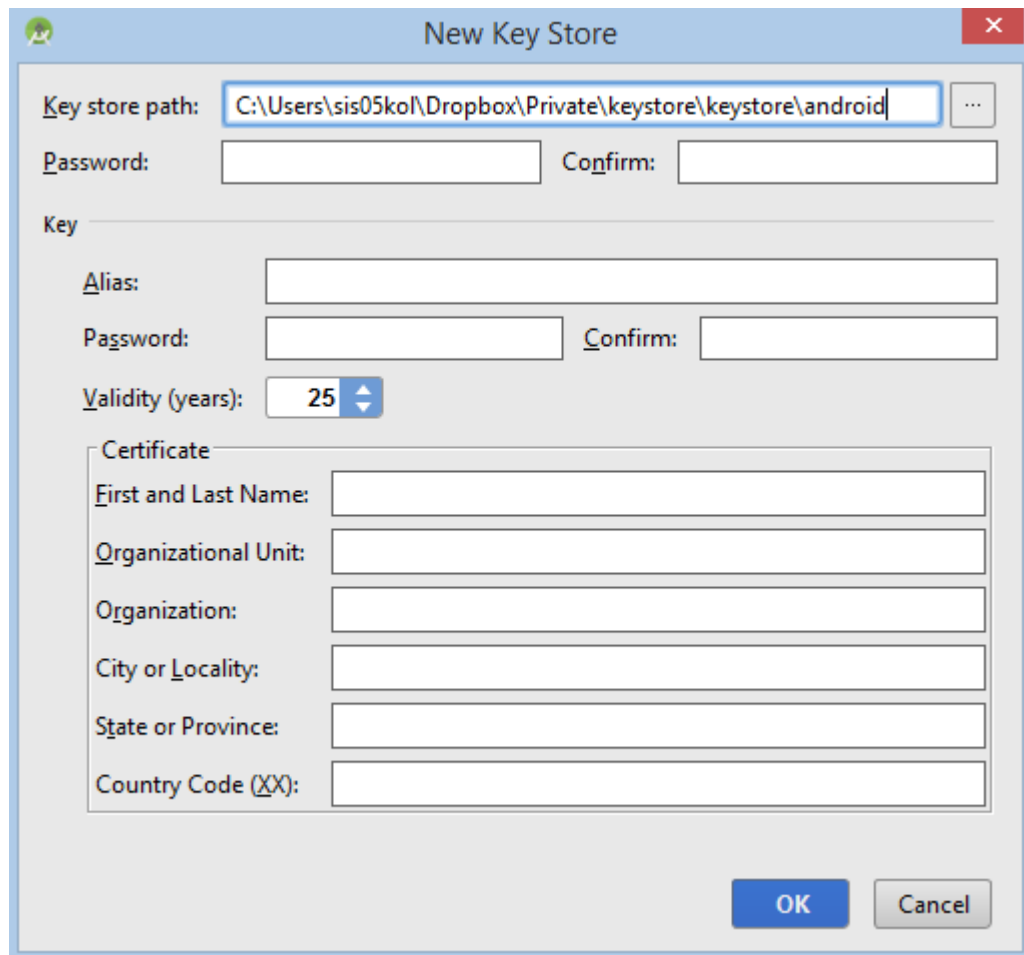 New Key Store
Key store path: C:\Users\sis05kol\Dropbox\Private\keystore\keystore\android ...
Password: Confirm:
Key
Alias:
Password: Confirm:
Validity (years): 25
Certificate
First and Last Name:
Organizational Unit:
Organization:
City or Locality:
State or Province:
Country Code (XX):
OK Cancel